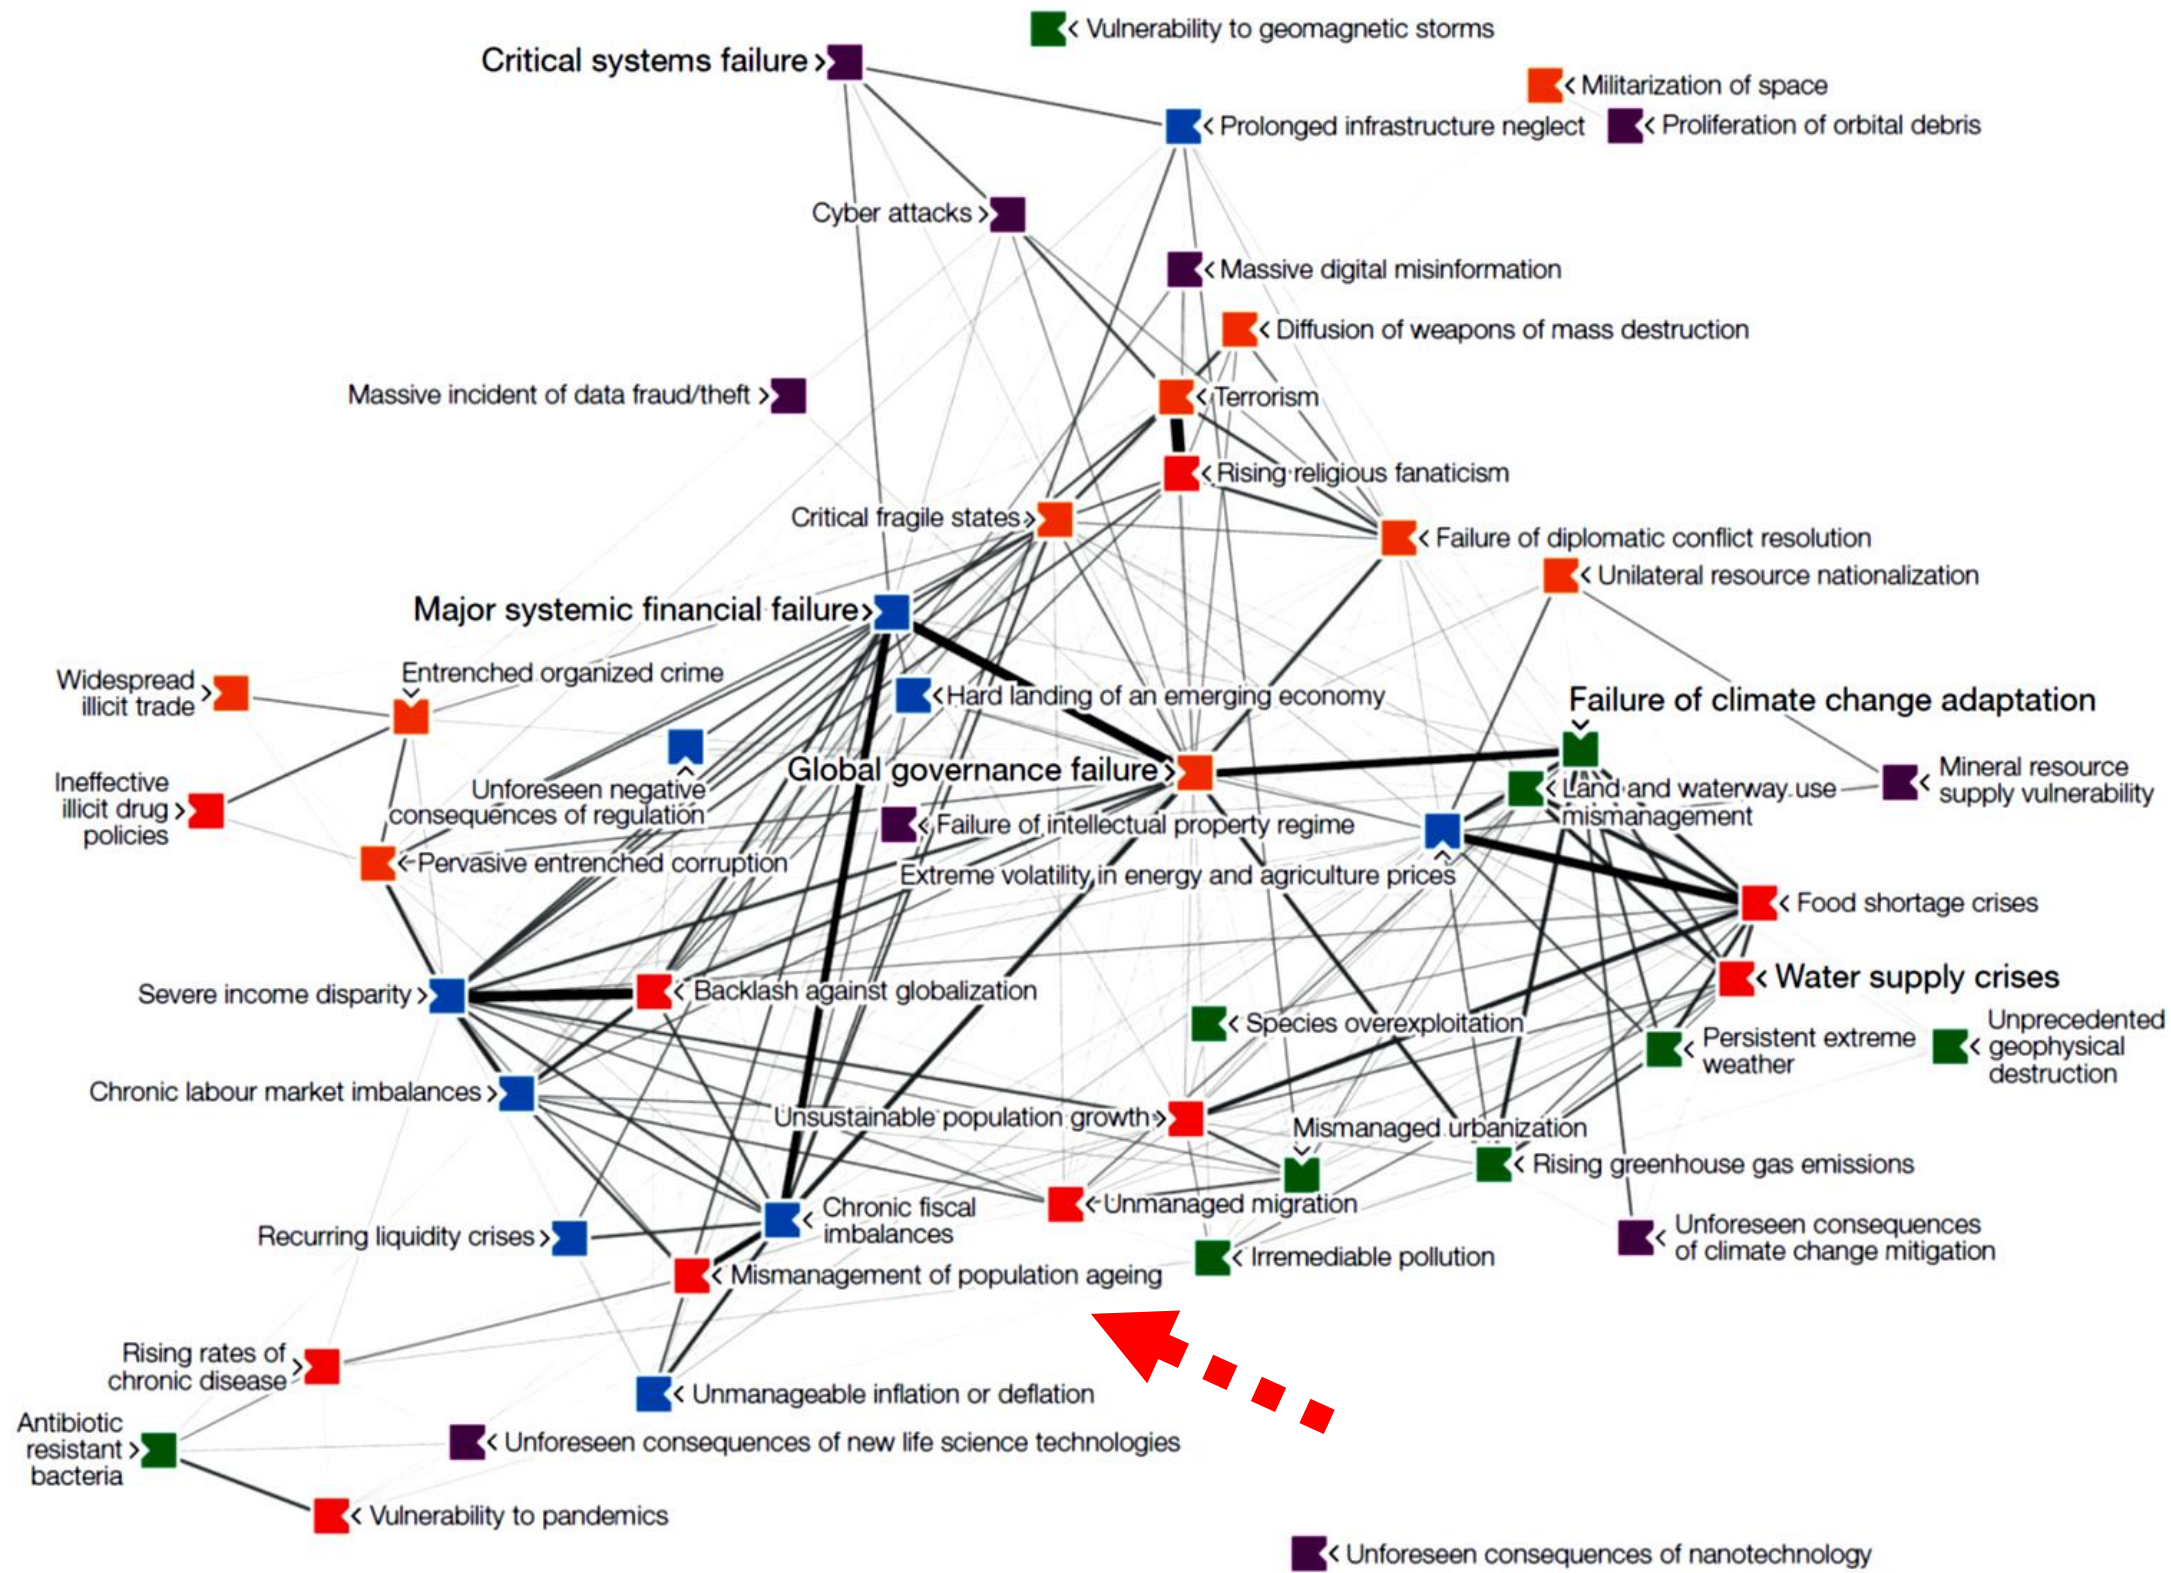 Vulnerability to geomagnetic storms
Critical systems failure
Militarization of space
Prolonged infrastructure neglect
Proliferation of orbital debris
Cyber attacks
Massive digital misinformation
Diffusion of weapons of mass destruction
Massive incident of data fraud/theft
Terrorism
Rising religious fanaticism
Critical fragile states
Failure of diplomatic conflict resolution
Unilateral resource nationalization
Major systemic financial failure
Widespread
illicit trade
Entrenched organized crime
Hard landing of an emerging economy
Failure of climate change adaptation
Global governance failure
Unforeseen negative
consequences of regulation
Ineffective
illicit drug
policies
Land and waterway use
mismanagement
Mineral resource
supply vulnerability
Failure of intellectual property regime
Pervasive entrenched corruption
Extreme volatility in energy and agriculture prices
Food shortage crises
Severe income disparity
Backlash against globalization
Water supply crises
Species overexploitation
Persistent extreme
weather
Unprecedented
geophysical
destruction
Chronic labour market imbalances
Unsustainable population growth
Mismanaged urbanization
Rising greenhouse gas emissions
Unmanaged migration
Chronic fiscal
imbalances
Recurring liquidity crises
Unforeseen consequences
of climate change mitigation
Irremediable pollution
Mismanagement of population ageing
Rising rates of
chronic disease
Unmanageable inflation or deflation
Antibiotic
resistant
bacteria
Unforeseen consequences of new life science technologies
Vulnerability to pandemics
Unforeseen consequences of nanotechnology